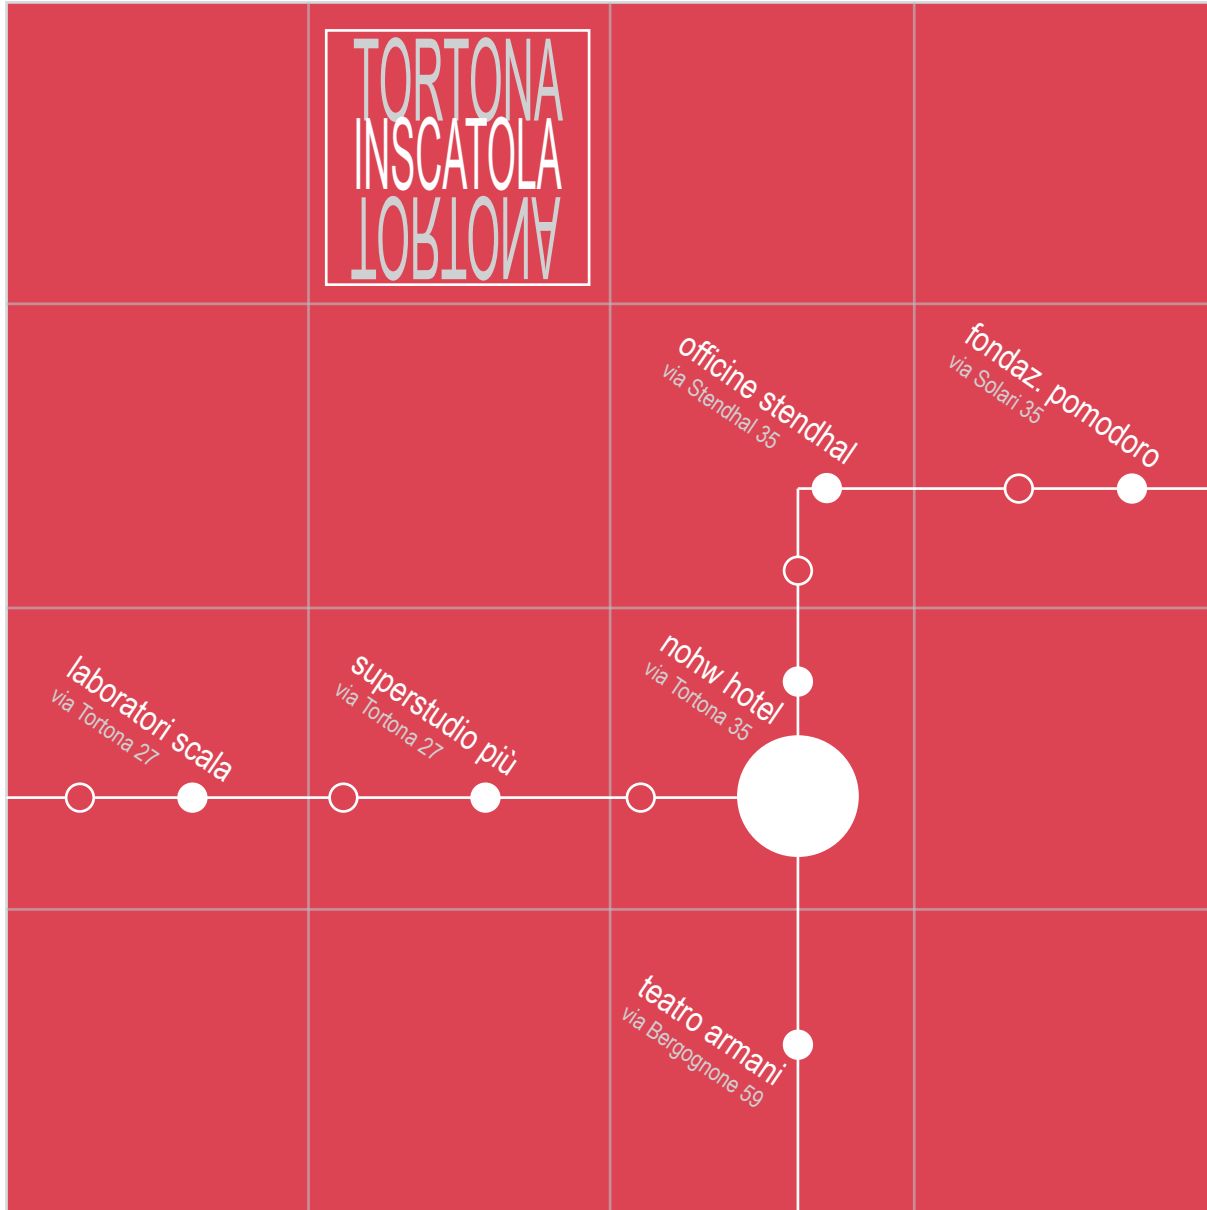 TORTONA
INSCATOLA
TORTONA
officine stendhal
via Stendhal 35
fondaz. pomodoro
via Solari 35
laboratori scala
via Tortona 27
superstudio più
via Tortona 27
nohw hotel
via Tortona 35
teatro armani
via Bergognone 59